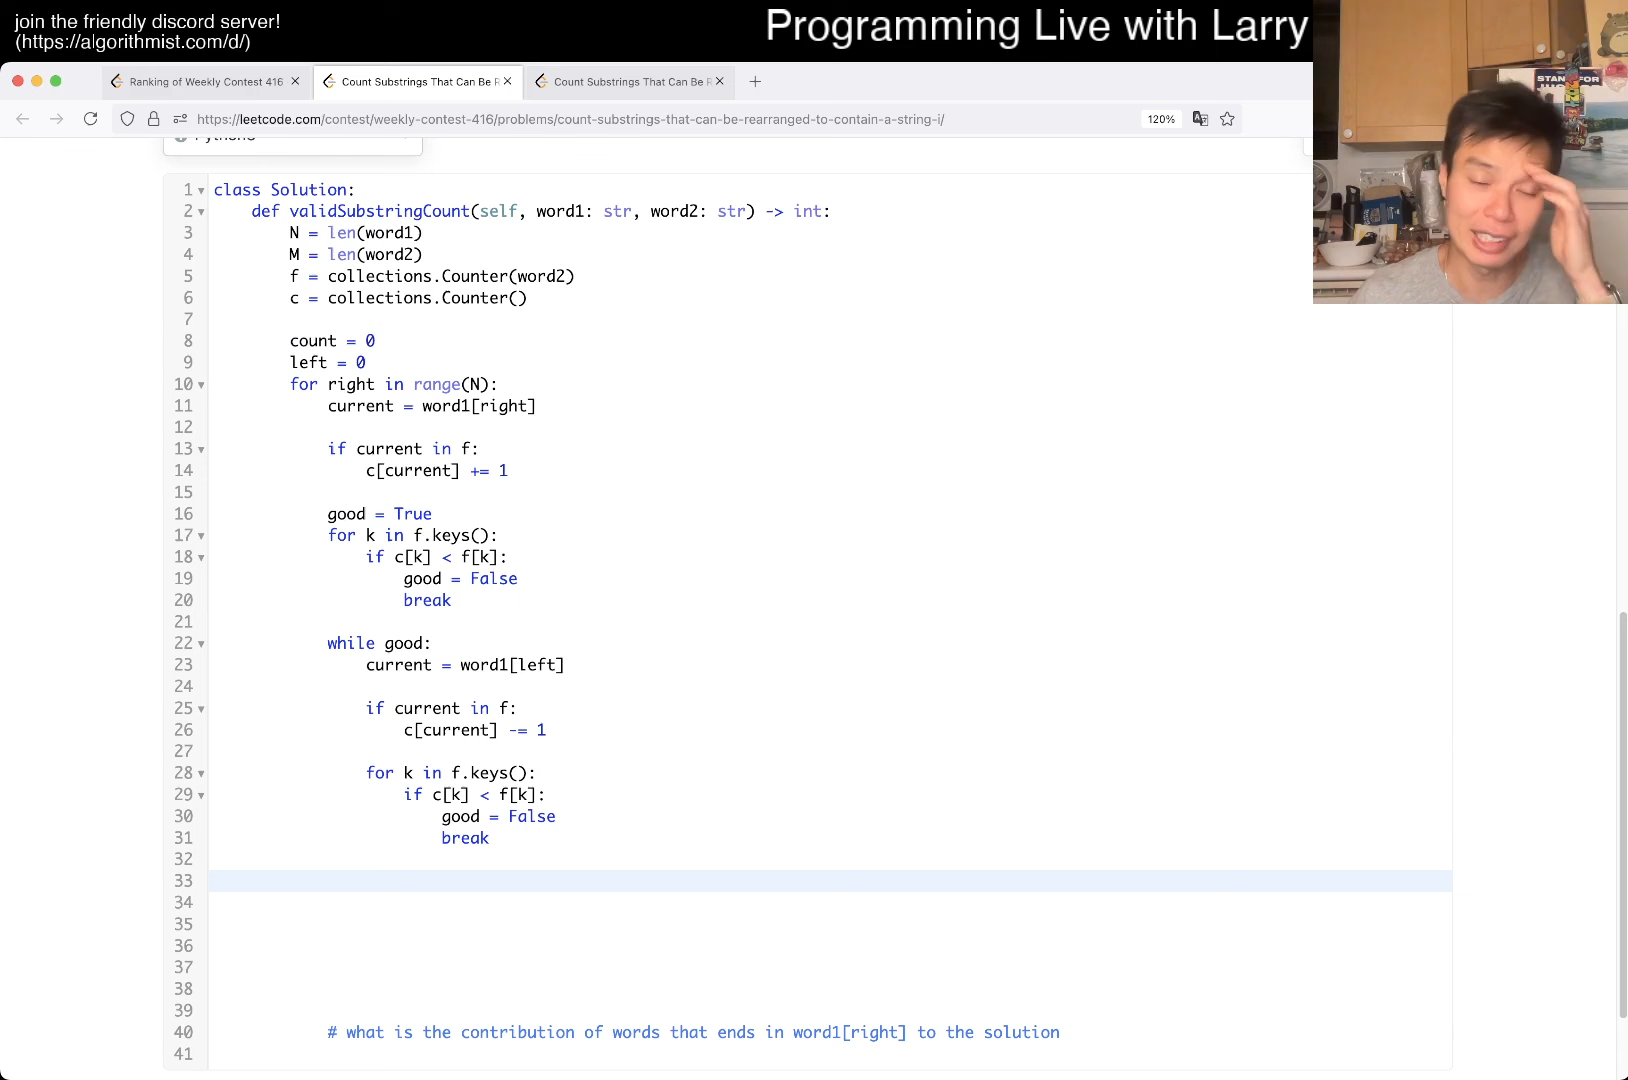 join the friendly discord server!
(https://algorithmist.com/d/)
Programming Live with Larry
Ranking of Weekly Contest 416
Count Substrings That Can Be R
Count Substrings That Can Be R
https://leetcode.com/contest/weekly-contest-416/problems/count-substrings-that-can-be-rearranged-to-contain-a-string-i/
120%
1 class Solution:
2 def validSubstringCount(self, word1: str, word2: str) -> int:
3 N = len(word1)
4 M = len(word2)
5 f = collections.Counter(word2)
6 c = collections.Counter()
7
8 count = 0
9 left = 0
10 for right in range(N):
11 current = word1[right]
12
13 if current in f:
14 c[current] += 1
15
16 good = True
17 for k in f.keys():
18 if c[k] < f[k]:
19 good = False
20 break
21
22 while good:
23 current = word1[left]
24
25 if current in f:
26 c[current] -= 1
27
28 for k in f.keys():
29 if c[k] < f[k]:
30 good = False
31 break
32
33
34
35
36
37
38
39
40 # what is the contribution of words that ends in word1[right] to the solution
41